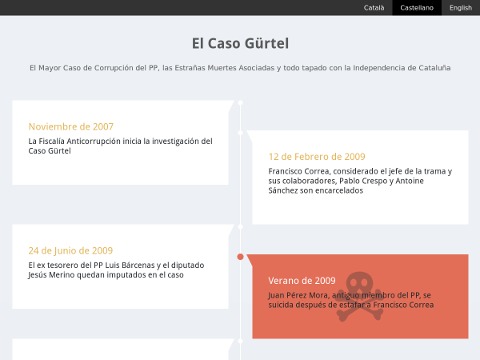 Català Castellano English
El Caso Gürtel
El Mayor Caso de Corrupción del PP, las Estrañas Muertes Asociadas y todo tapado con la Independencia de Cataluña
Noviembre de 2007
La Fiscalía Anticorrupción inicia la investigación del
Caso Gürtel
12 de Febrero de 2009
Francisco Correa, considerado el jefe de la trama y
sus colaboradores, Pablo Crespo y Antoine
Sánchez son encarcelados
24 de Junio de 2009
El ex tesorero del PP Luis Bárcenas y el diputado
Jesús Merino quedan imputados en el caso
Verano de 2009
Juan Pérez Mora, antiguo miembro del PP, se
suicida después de estafar a Francisco Correa